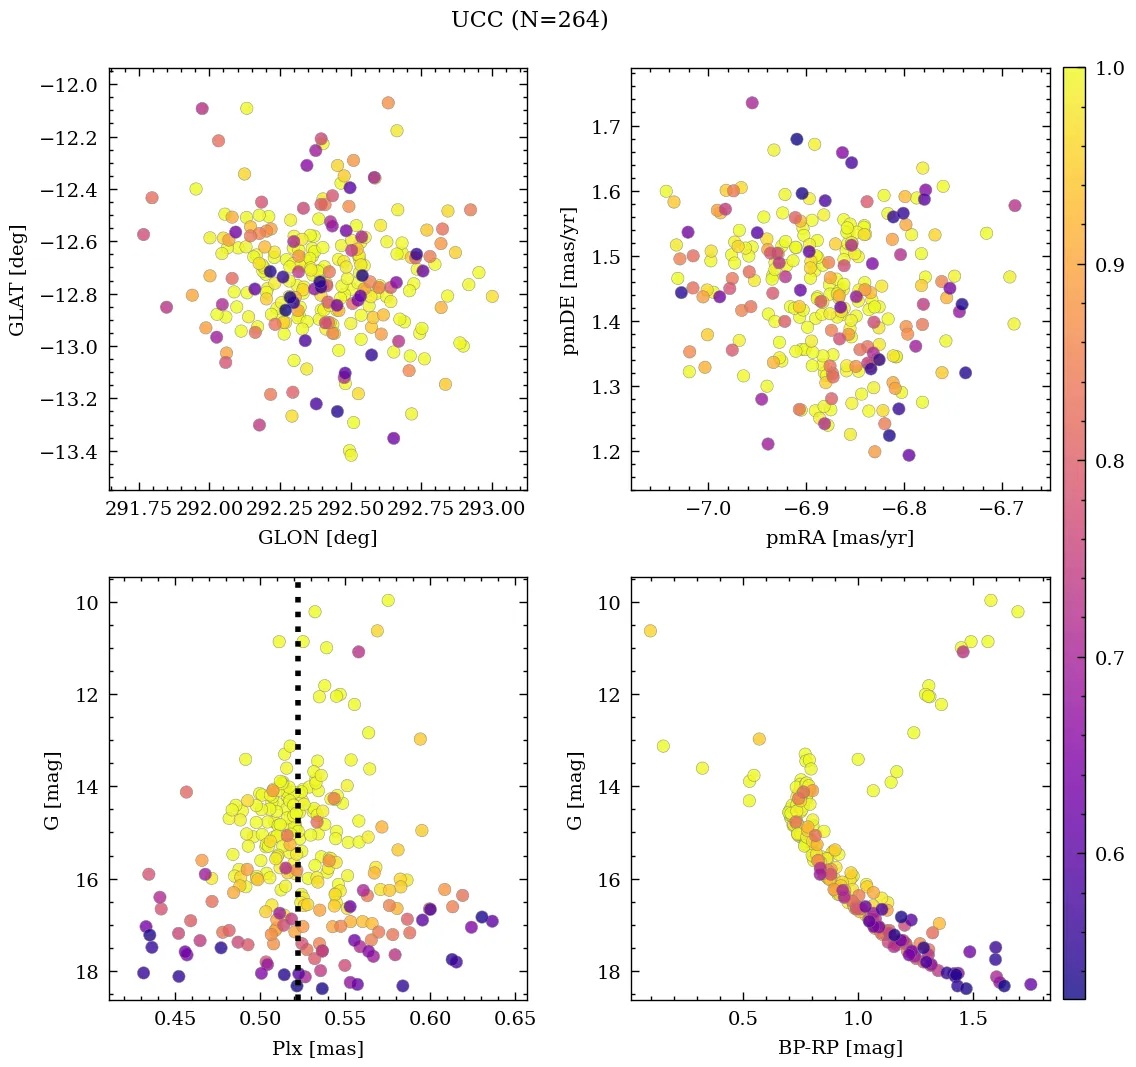 UCC (N=264)
−12.0
−12.2
−12.4
−12.6
−12.8
−13.0
−13.2
−13.4
GLAT [deg]
291.75 292.00 292.25 292.50 292.75 293.00
GLON [deg]
1.7
1.6
1.5
1.4
1.3
1.2
pmDE [mas/yr]
−7.0 −6.9 −6.8 −6.7
pmRA [mas/yr]
1.0
0.9
0.8
0.7
0.6
10
12
14
16
18
G [mag]
0.45 0.50 0.55 0.60 0.65
Plx [mas]
10
12
14
16
18
G [mag]
0.5 1.0 1.5
BP-RP [mag]